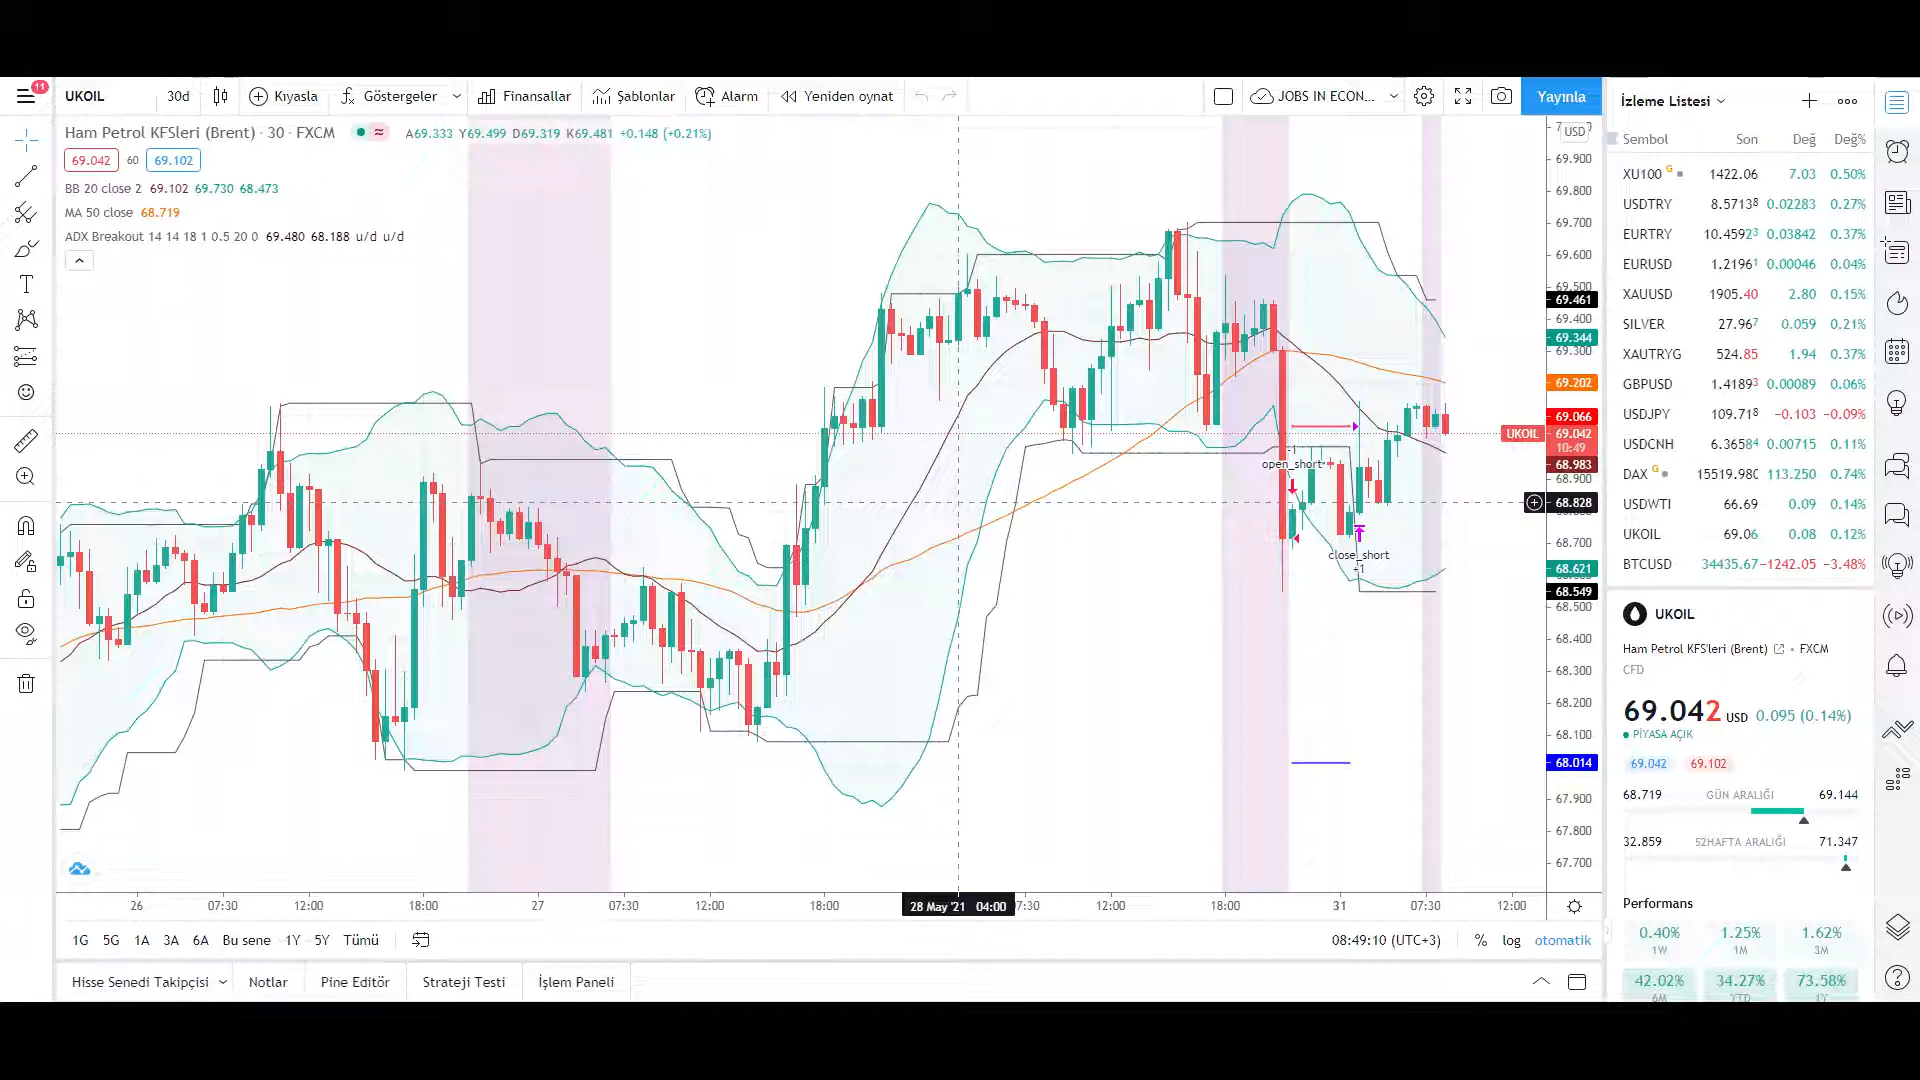 11
UKOIL 30d Kıyasla Göstergeler Finansallar Şablonlar Alarm Yeniden oynat JOBS IN ECON... Yayınla
Ham Petrol KFSleri (Brent) · 30 · FXCM A69.333 Y69.499 D69.319 K69.481 +0.148 (+0.21%)
69.042 60 69.102
BB 20 close 2 69.102 69.730 68.473
MA 50 close 68.719
ADX Breakout 14 14 18 1 0.5 20 0 69.480 68.188 u/d u/d
-1
open_short
close_short
+1
USD
69.900
69.800
69.700
69.600
69.500
69.461
69.400
69.344
69.300
69.202
69.066
UKOIL 69.042
10:49
68.983
68.900
68.828
68.700
68.621
68.549
68.500
68.400
68.300
68.200
68.100
68.014
67.900
67.800
67.700
26 07:30 12:00 18:00 27 07:30 12:00 18:00 28 May '21 04:00 7:30 12:00 18:00 31 07:30 12:00
1G 5G 1A 3A 6A Bu sene 1Y 5Y Tümü 08:49:10 (UTC+3) % log otomatik
Hisse Senedi Takipçisi Notlar Pine Editör Strateji Testi İşlem Paneli
İzleme Listesi
Sembol Son Değ Değ%
XU100 G 1422.06 7.03 0.50%
USDTRY 8.5713⁸ 0.02283 0.27%
EURTRY 10.4592³ 0.03842 0.37%
EURUSD 1.2196¹ 0.00046 0.04%
XAUUSD 1905.40 2.80 0.15%
SILVER 27.96⁷ 0.059 0.21%
XAUTRYG 524.85 1.94 0.37%
GBPUSD 1.4189³ 0.00089 0.06%
USDJPY 109.71⁸ −0.103 −0.09%
USDCNH 6.36584 0.00715 0.11%
DAX G 15519.980 113.250 0.74%
USDWTI 66.69 0.09 0.14%
UKOIL 69.06 0.08 0.12%
BTCUSD 34435.67 −1242.05 −3.48%
UKOIL
Ham Petrol KFS'leri (Brent) • FXCM
CFD
69.042 USD 0.095 (0.14%)
PİYASA AÇIK
69.042 69.102
68.719 GÜN ARALIĞI 69.144
32.859 52HAFTA ARALIĞI 71.347
Performans
0.40% 1.25% 1.62%
1W 1M 3M
42.02% 34.27% 73.58%
6M YTD 1Y